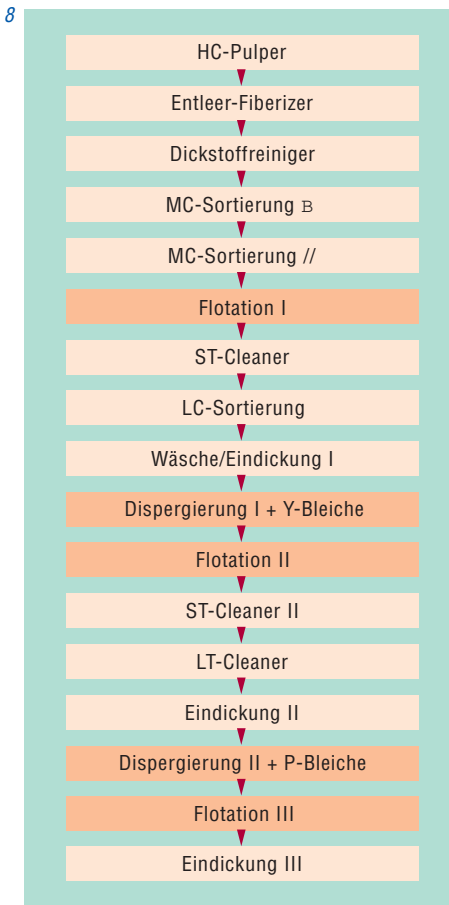 8
HC-Pulper
Entleer-Fiberizer
Dickstoffreiniger
MC-Sortierung B
MC-Sortierung //
Flotation I
ST-Cleaner
LC-Sortierung
Wäsche/Eindickung I
Dispergierung I + Y-Bleiche
Flotation II
ST-Cleaner II
LT-Cleaner
Eindickung II
Dispergierung II + P-Bleiche
Flotation III
Eindickung III